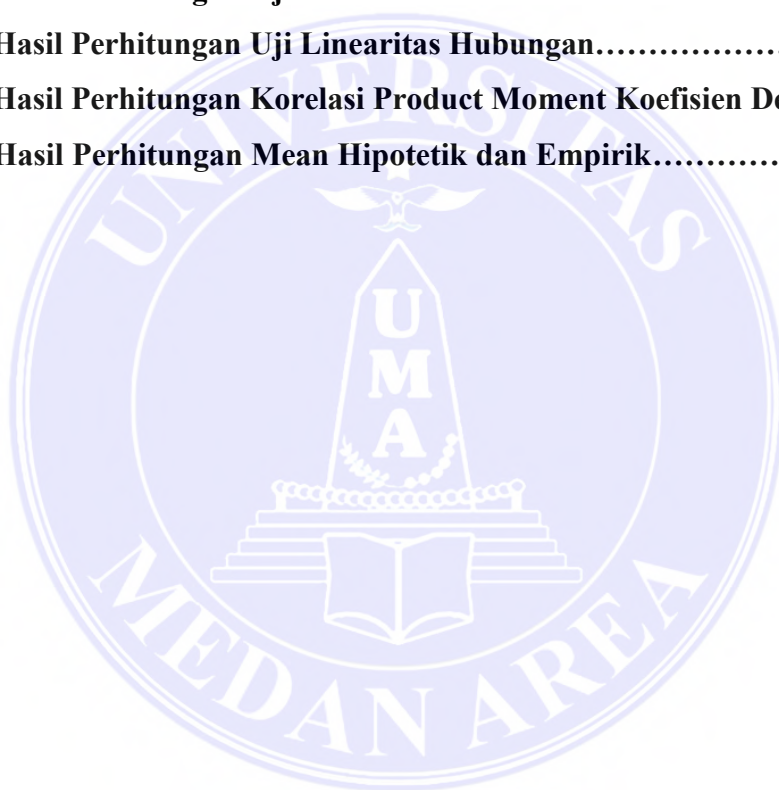 Hasil Perhitungan Uji Linearitas Hubungan…………………
Hasil Perhitungan Korelasi Product Moment Koefisien De
Hasil Perhitungan Mean Hipotetik dan Empirik…………
UNIVERSITAS
U
M
A
MEDAN AREA